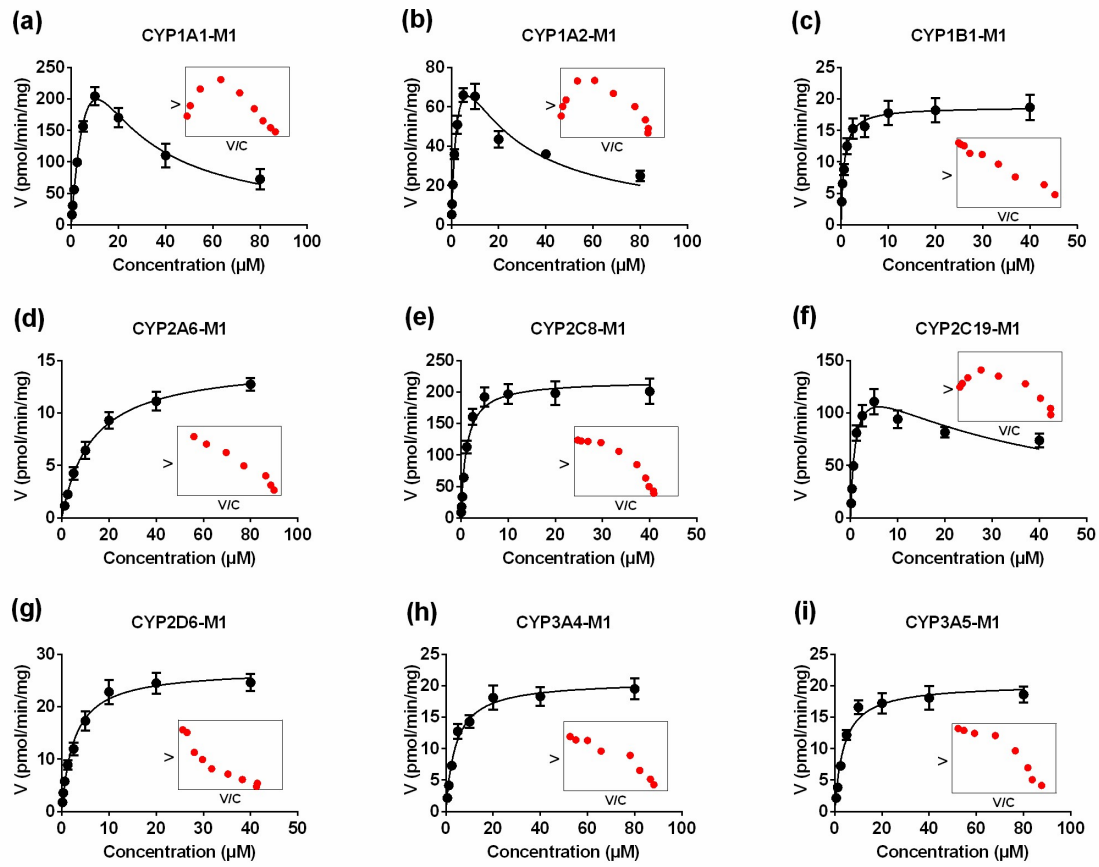 (a)
CYP1A1-M1
V (pmol/min/mg)
250
200
150
100
50
0
0 20 40 60 80 100
Concentration (µM)
V
V/C
(b)
CYP1A2-M1
V (pmol/min/mg)
80
60
40
20
0
0 20 40 60 80 100
Concentration (µM)
V
V/C
(c)
CYP1B1-M1
V (pmol/min/mg)
25
20
15
10
5
0
0 10 20 30 40 50
Concentration (µM)
V
V/C
(d)
CYP2A6-M1
V (pmol/min/mg)
15
10
5
0
0 20 40 60 80 100
Concentration (µM)
V
V/C
(e)
CYP2C8-M1
V (pmol/min/mg)
250
200
150
100
50
0
0 10 20 30 40 50
Concentration (µM)
V
V/C
(f)
CYP2C19-M1
V (pmol/min/mg)
150
100
50
0
0 10 20 30 40 50
Concentration (µM)
V
V/C
(g)
CYP2D6-M1
V (pmol/min/mg)
30
20
10
0
0 10 20 30 40 50
Concentration (µM)
V
V/C
(h)
CYP3A4-M1
V (pmol/min/mg)
25
20
15
10
5
0
0 20 40 60 80 100
Concentration (µM)
V
V/C
(i)
CYP3A5-M1
V (pmol/min/mg)
25
20
15
10
5
0
0 20 40 60 80 100
Concentration (µM)
V
V/C